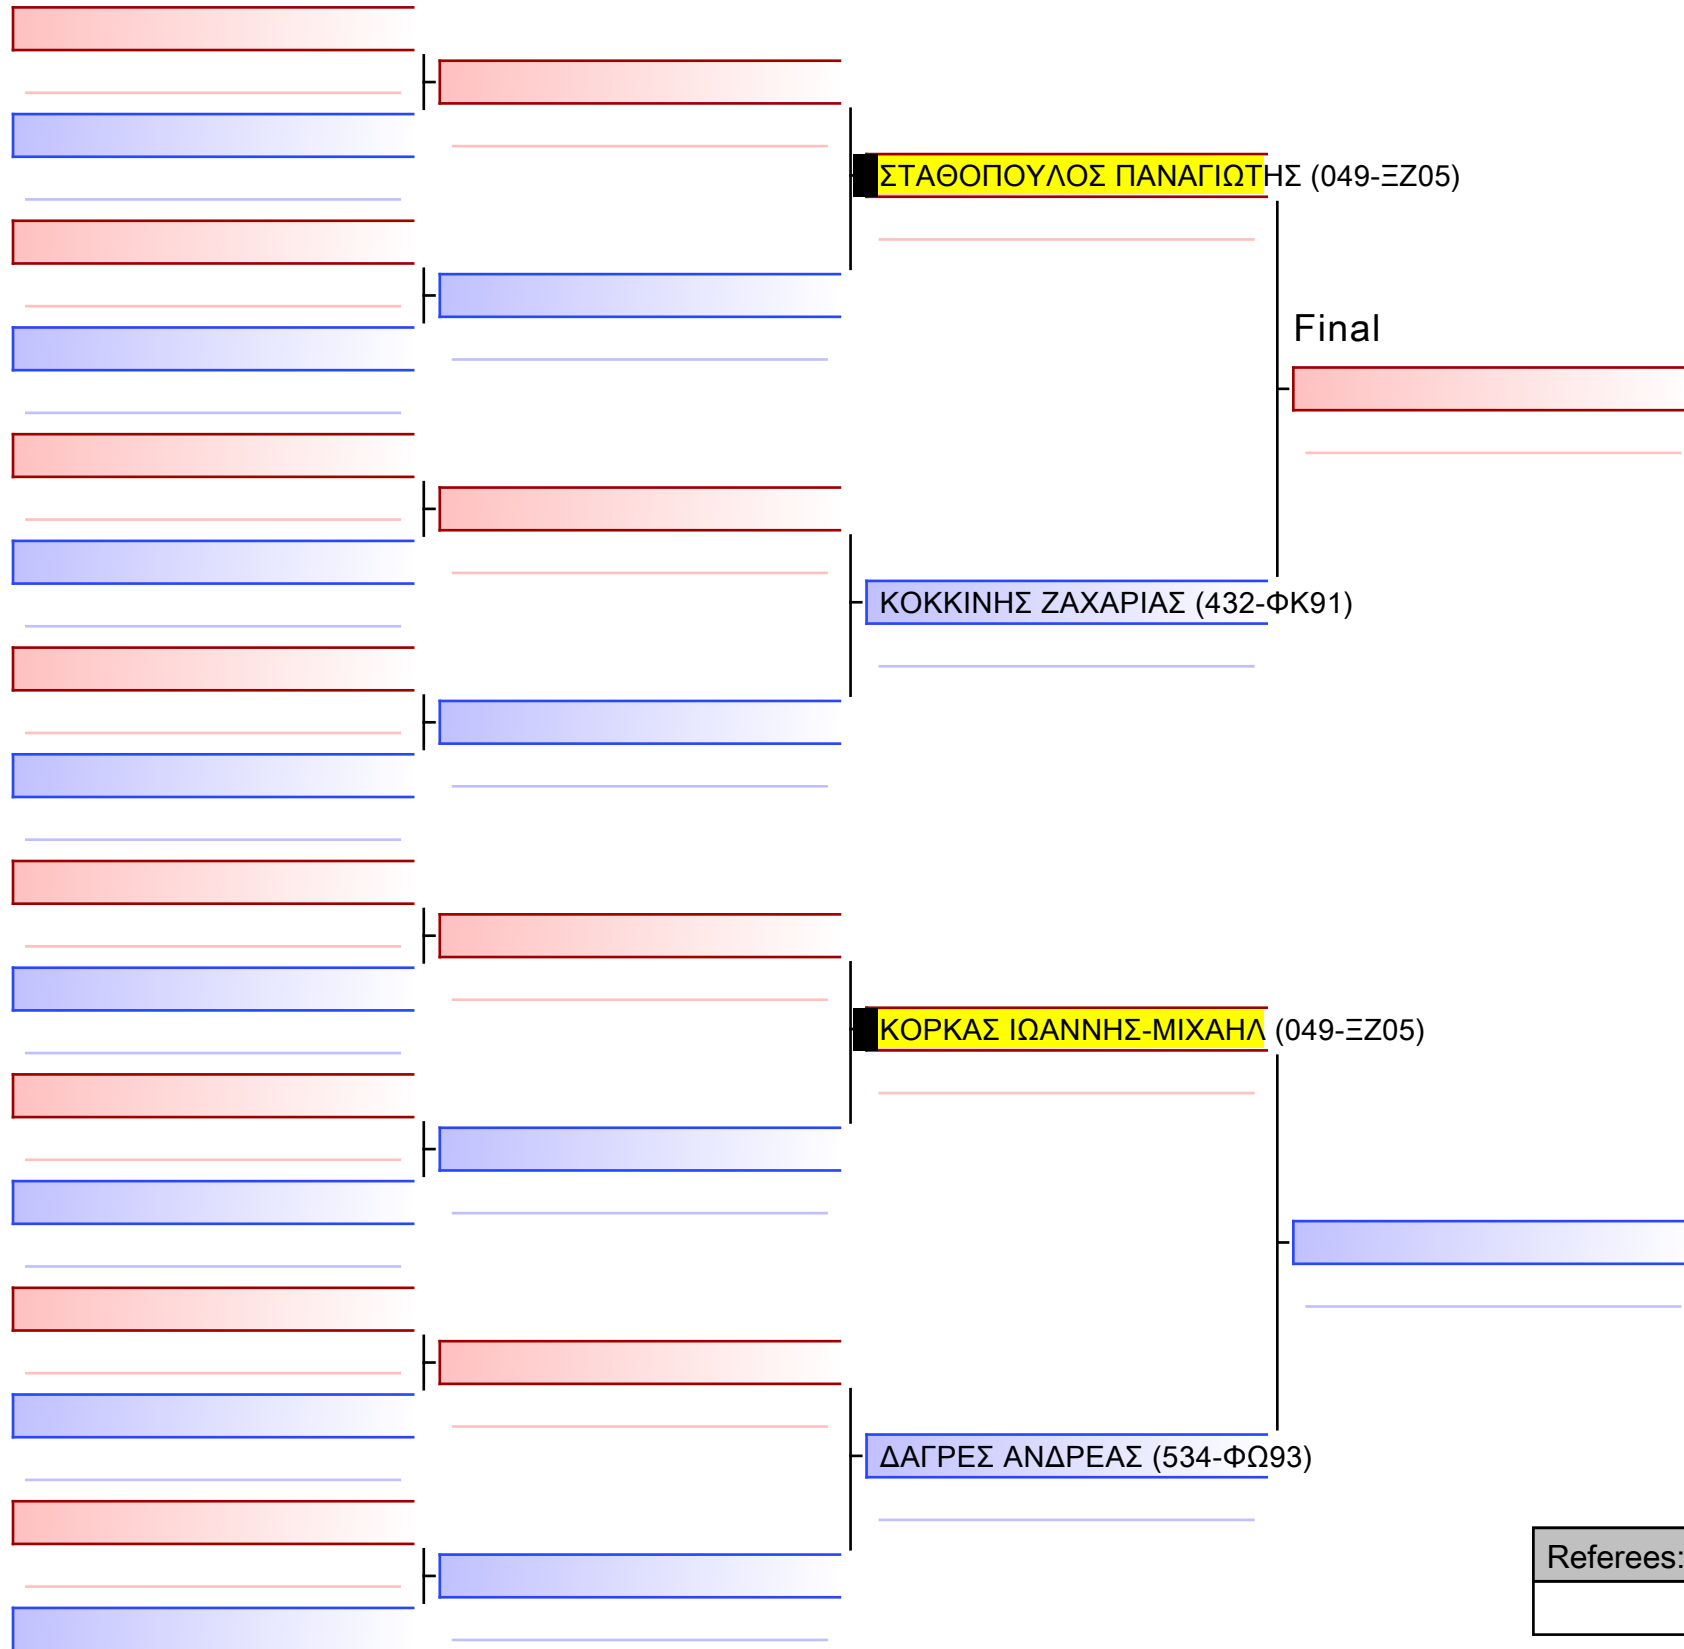 ΣΤΑΘΟΠΟΥΛΟΣ ΠΑΝΑΓΙΩΤΗΣ (049-ΞΖ05)
Final
ΚΟΚΚΙΝΗΣ ΖΑΧΑΡΙΑΣ (432-ΦΚ91)
ΚΟΡΚΑΣ ΙΩΑΝΝΗΣ-ΜΙΧΑΗΛ (049-ΞΖ05)
ΔΑΓΡΕΣ ΑΝΔΡΕΑΣ (534-ΦΩ93)
Referees: